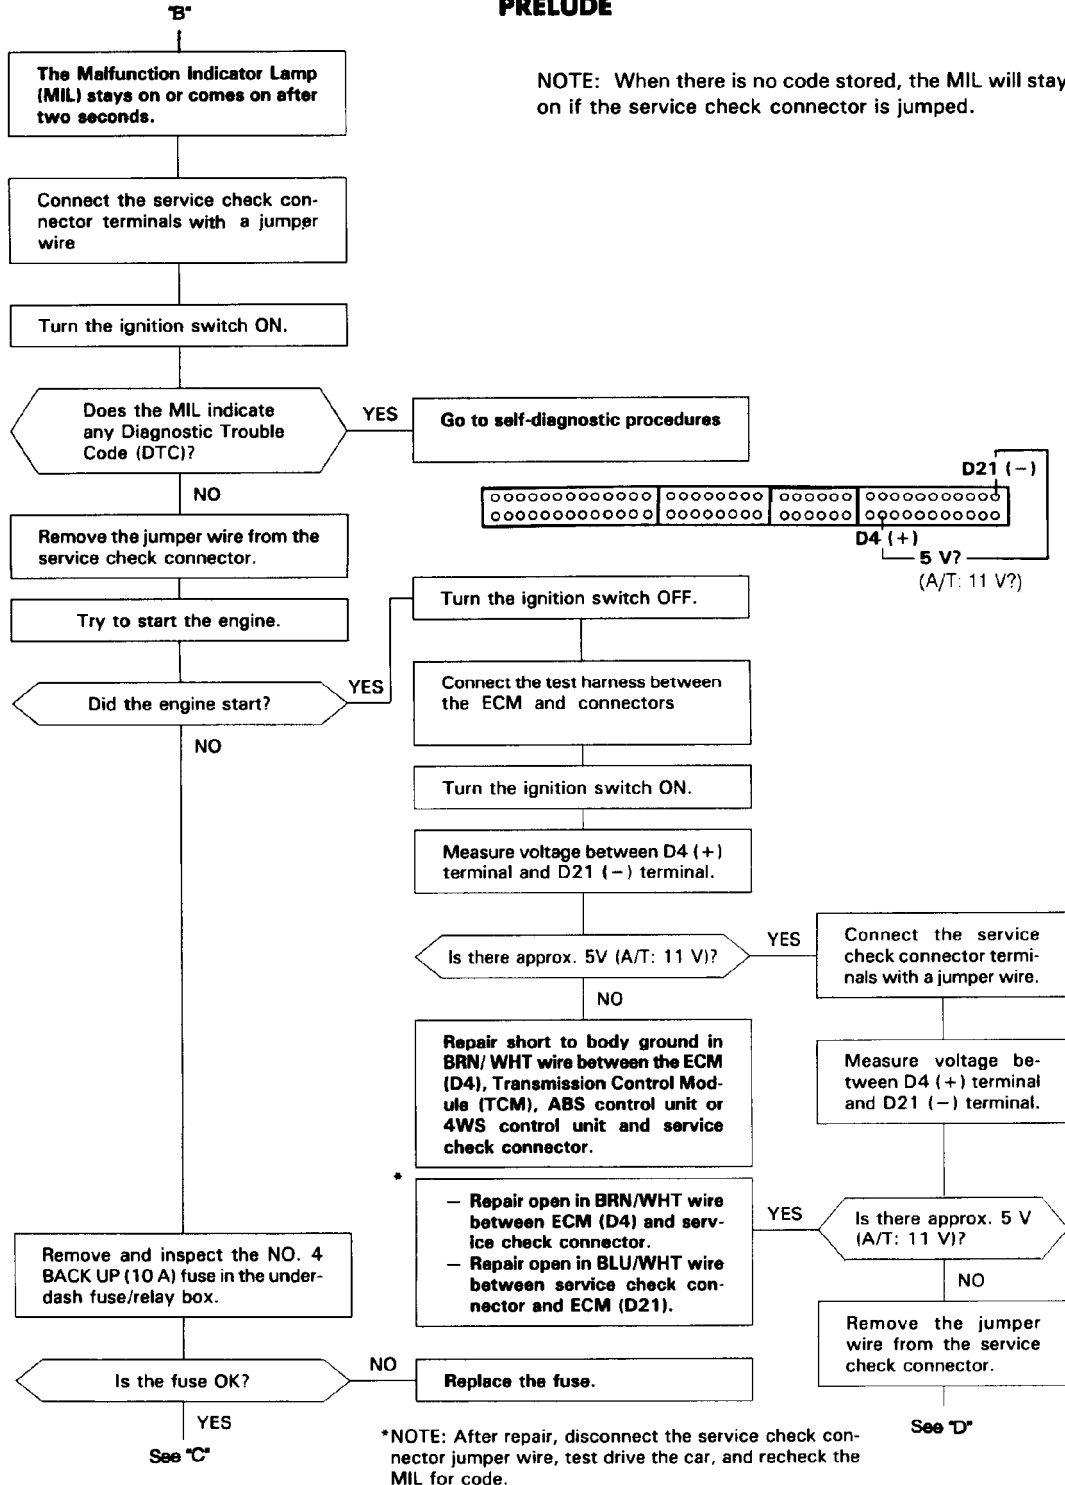 "B"
PRELUDE
The Malfunction Indicator Lamp
(MIL) stays on or comes on after
two seconds.
NOTE: When there is no code stored, the MIL will stay
on if the service check connector is jumped.
Connect the service check con-
nector terminals with a jumper
wire
Turn the ignition switch ON.
Does the MIL indicate
any Diagnostic Trouble
Code (DTC)?
YES
Go to self-diagnostic procedures
NO
D21 (−)
D4 (+)
5 V?
(A/T: 11 V?)
Remove the jumper wire from the
service check connector.
Try to start the engine.
Did the engine start?
YES
NO
Turn the ignition switch OFF.
Connect the test harness between
the ECM and connectors
Turn the ignition switch ON.
Measure voltage between D4 (+)
terminal and D21 (−) terminal.
Is there approx. 5V (A/T: 11 V)?
YES
NO
Connect the service
check connector termi-
nals with a jumper wire.
Repair short to body ground in
BRN/ WHT wire between the ECM
(D4), Transmission Control Mod-
ule (TCM), ABS control unit or
4WS control unit and service
check connector.
Measure voltage be-
tween D4 (+) terminal
and D21 (−) terminal.
*
— Repair open in BRN/WHT wire
between ECM (D4) and serv-
ice check connector.
— Repair open in BLU/WHT wire
between service check con-
nector and ECM (D21).
YES
Is there approx. 5 V
(A/T: 11 V)?
NO
Remove the jumper
wire from the service
check connector.
See "D"
Remove and inspect the NO. 4
BACK UP (10 A) fuse in the under-
dash fuse/relay box.
Is the fuse OK?
NO
Replace the fuse.
YES
See "C"
*NOTE: After repair, disconnect the service check con-
nector jumper wire, test drive the car, and recheck the
MIL for code.